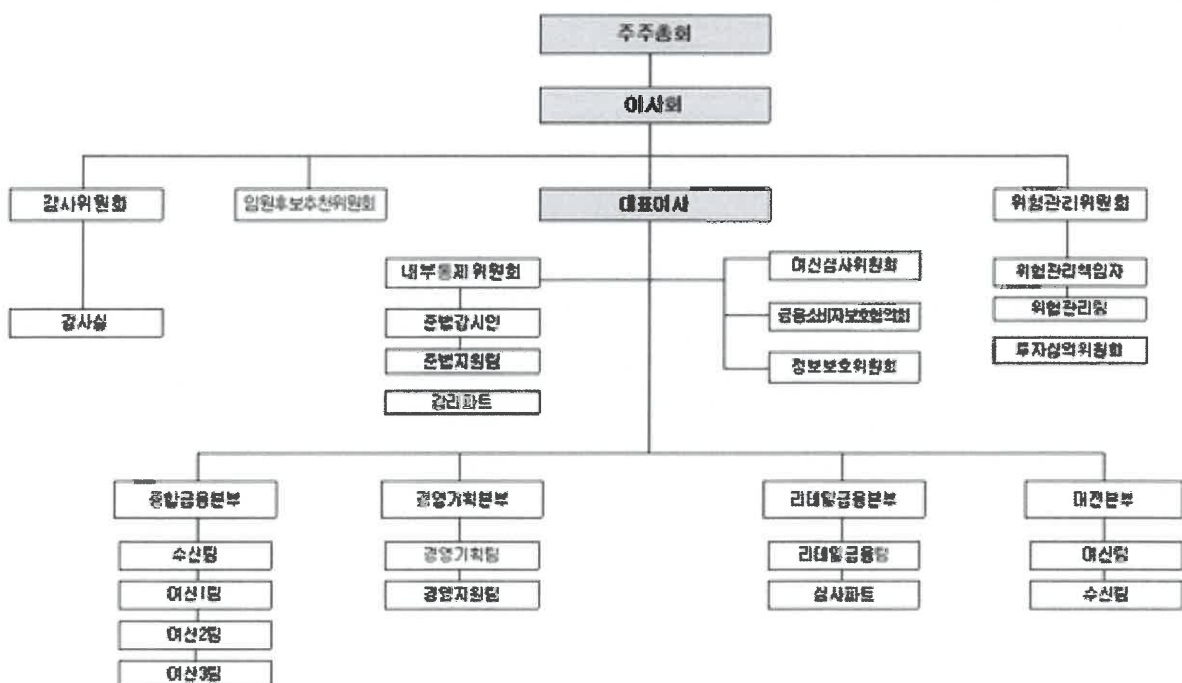 주주총회
이사회
감사위원회
임원후보추천위원회
대표이사
위험관리위원회
내부통제위원회
여신심사위원회
위험관리책임자
감사실
준법감시인
금융소비자보호협의회
위험관리팀
준법지원팀
정보보호위원회
투자심의위원회
감리파트
종합금융본부
경영기획본부
리테일금융본부
대전본부
수신팀
경영기획팀
리테일금융팀
여신팀
여신1팀
경영지원팀
심사파트
수신팀
여신2팀
여신3팀